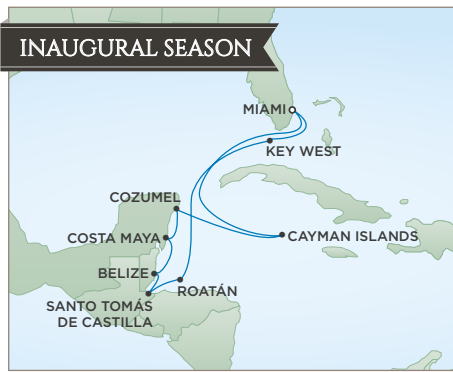 INAUGURAL SEASON
MIAMI
KEY WEST
COZUMEL
COSTA MAYA
CAYMAN ISLANDS
BELIZE
ROATÁN
SANTO TOMÁS
DE CASTILLA